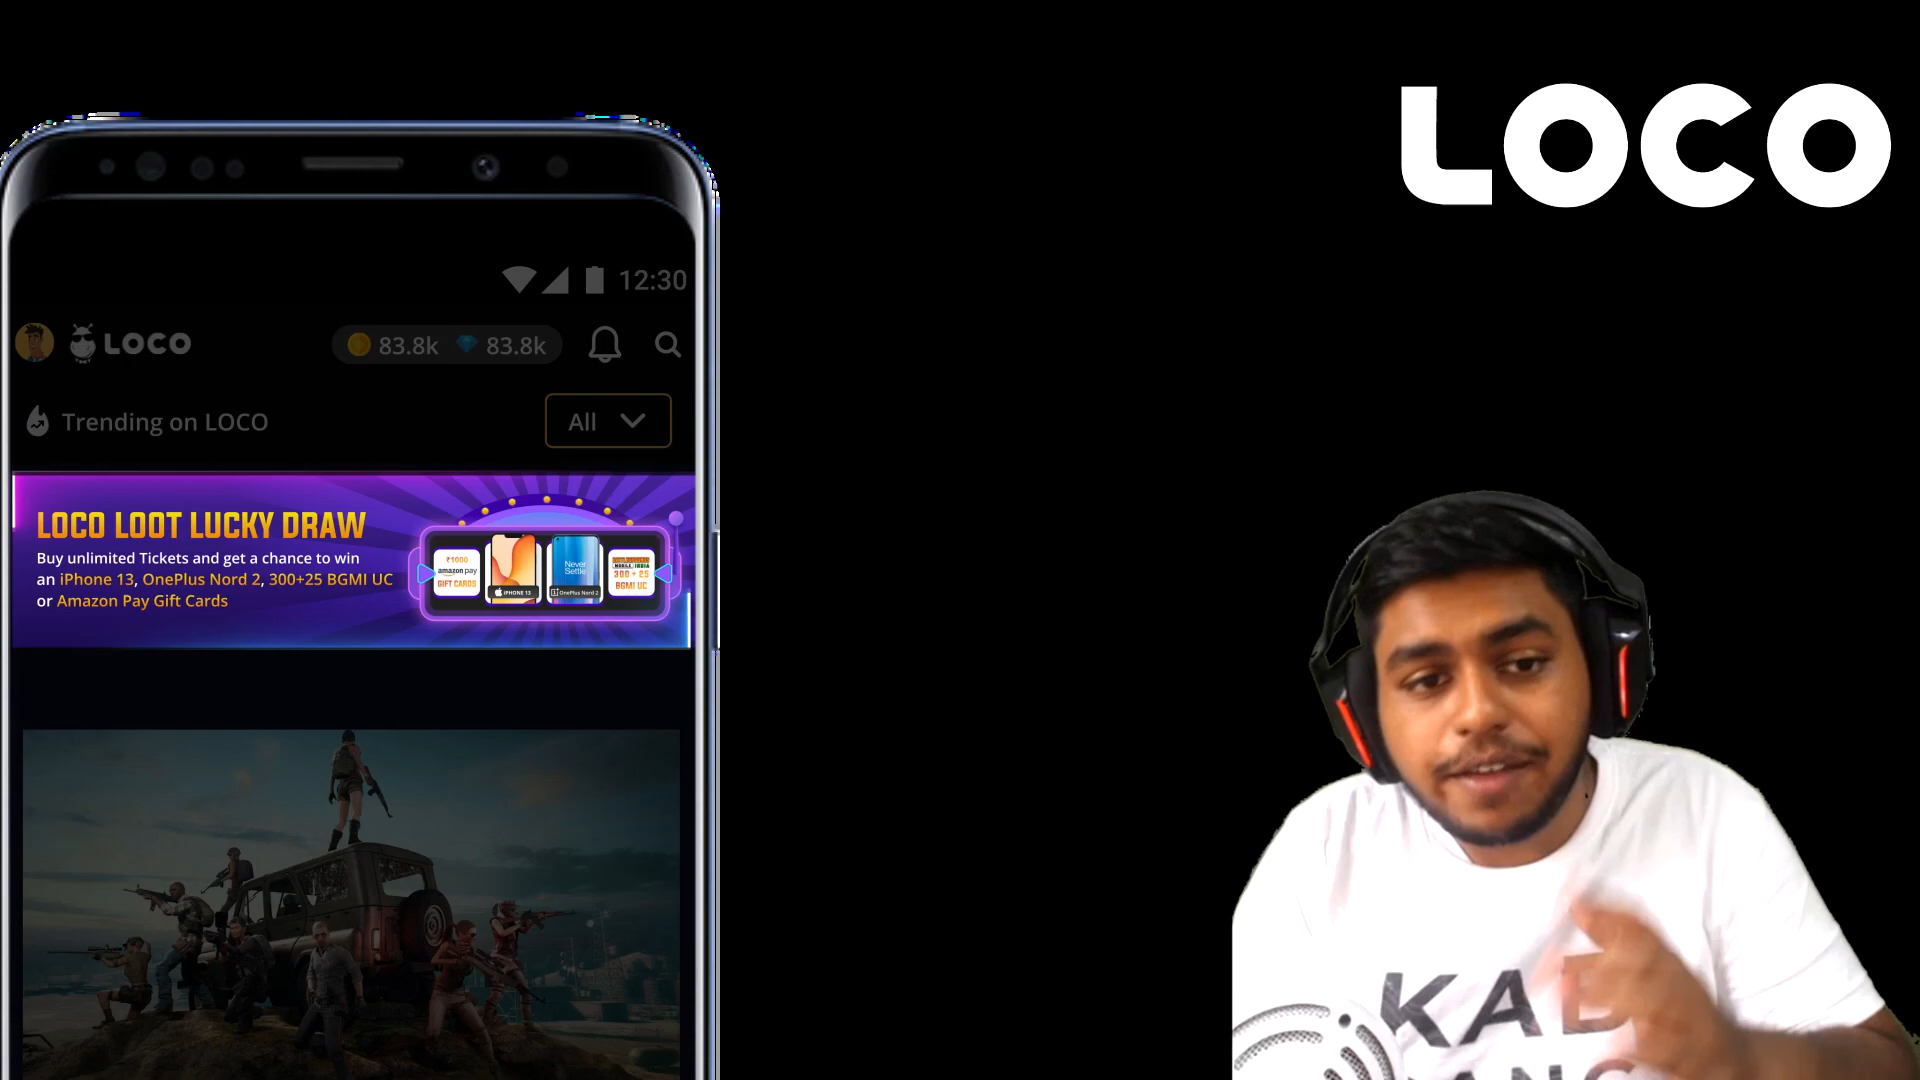 LOCO
12:30
LOCO
83.8k 83.8k
Trending on LOCO
All
LOCO LOOT LUCKY DRAW
Buy unlimited Tickets and get a chance to win
an iPhone 13, OnePlus Nord 2, 300+25 BGMI UC
or Amazon Pay Gift Cards
₹1000
amazon pay
GIFT CARDS
iPHONE 13
Never
Settle
OnePlus Nord 2
300 + 25
BGMI UC